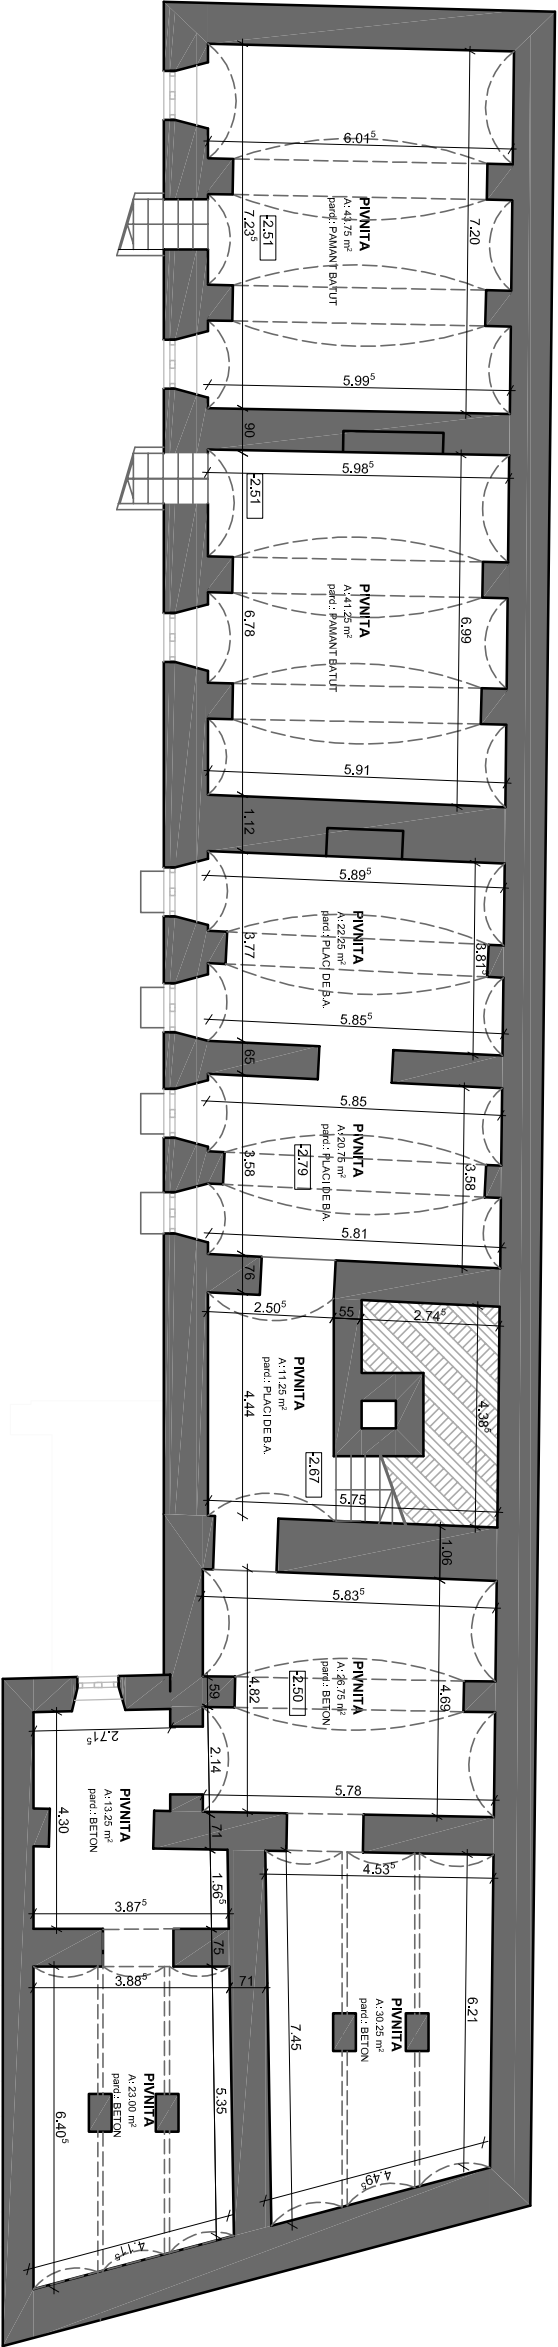 6.01⁵
PIVNITA
A: 43.75 m²
pard.: PAMANT BATUT
-2.51
7.23⁵
7.20
5.99⁵
90
5.98⁵
-2.51
PIVNITA
A: 41.25 m²
pard.: PAMANT BATUT
6.78
6.99
5.91
1.12
5.89⁵
PIVNITA
A: 22.25 m²
pard.: PLACI DE B.A.
3.77
3.81⁵
5.85⁵
65
5.85
PIVNITA
A: 20.75 m²
pard.: PLACI DE B.A.
-2.79
3.58
3.58
5.81
76
2.50⁵
55
2.74⁵
PIVNITA
A: 11.25 m²
pard.: PLACI DE B.A.
4.44
4.38⁵
-2.67
5.75
1.06
5.83⁵
PIVNITA
A: 26.75 m²
pard.: BETON
-2.50
59
4.82
4.69
2.71⁵
2.14
5.78
PIVNITA
A: 13.25 m²
pard.: BETON
4.30
71
4.53⁵
1.56⁵
3.87⁵
75
3.88⁵
71
PIVNITA
A: 30.25 m²
pard.: BETON
6.21
7.45
PIVNITA
A: 23.00 m²
pard.: BETON
5.35
6.40⁵
4.49⁵
4.11⁵